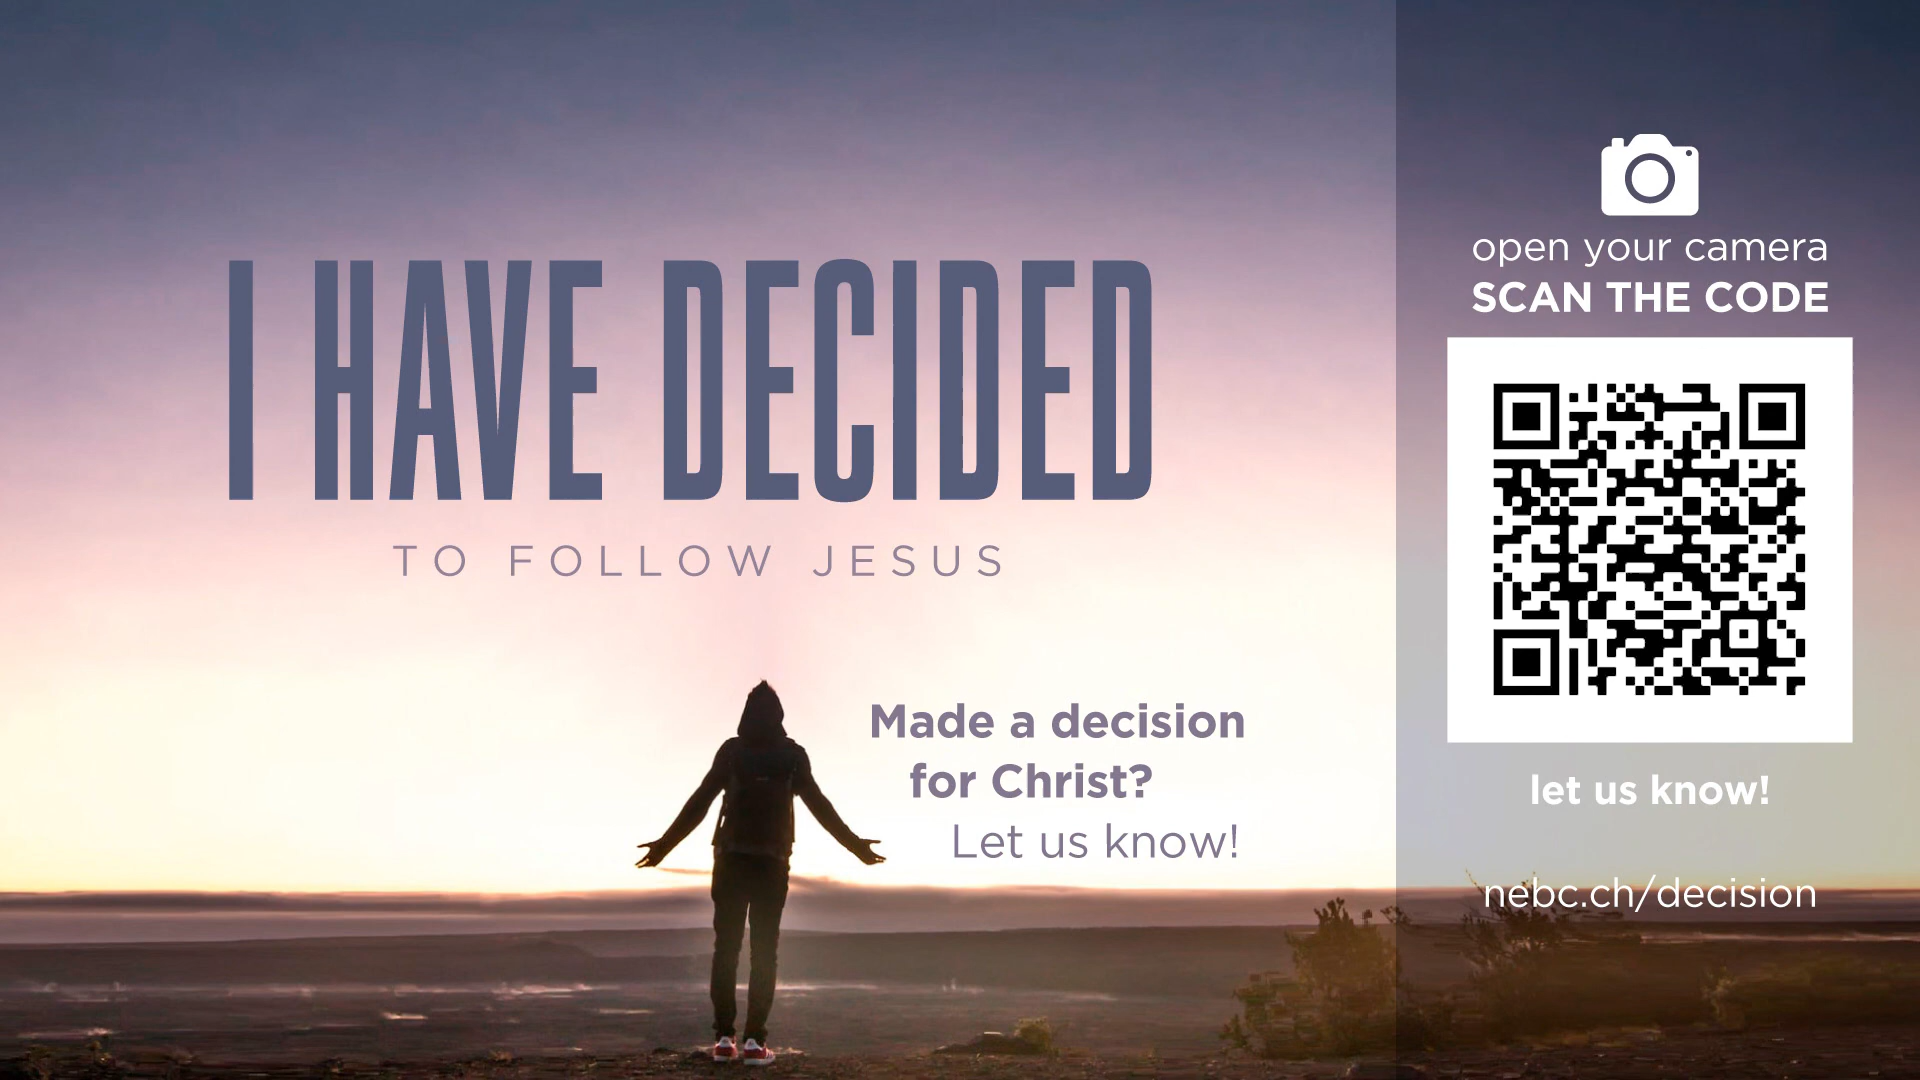 I HAVE DECIDED
TO FOLLOW JESUS
Made a decision
for Christ?
Let us know!
open your camera
SCAN THE CODE
let us know!
nebc.ch/decision